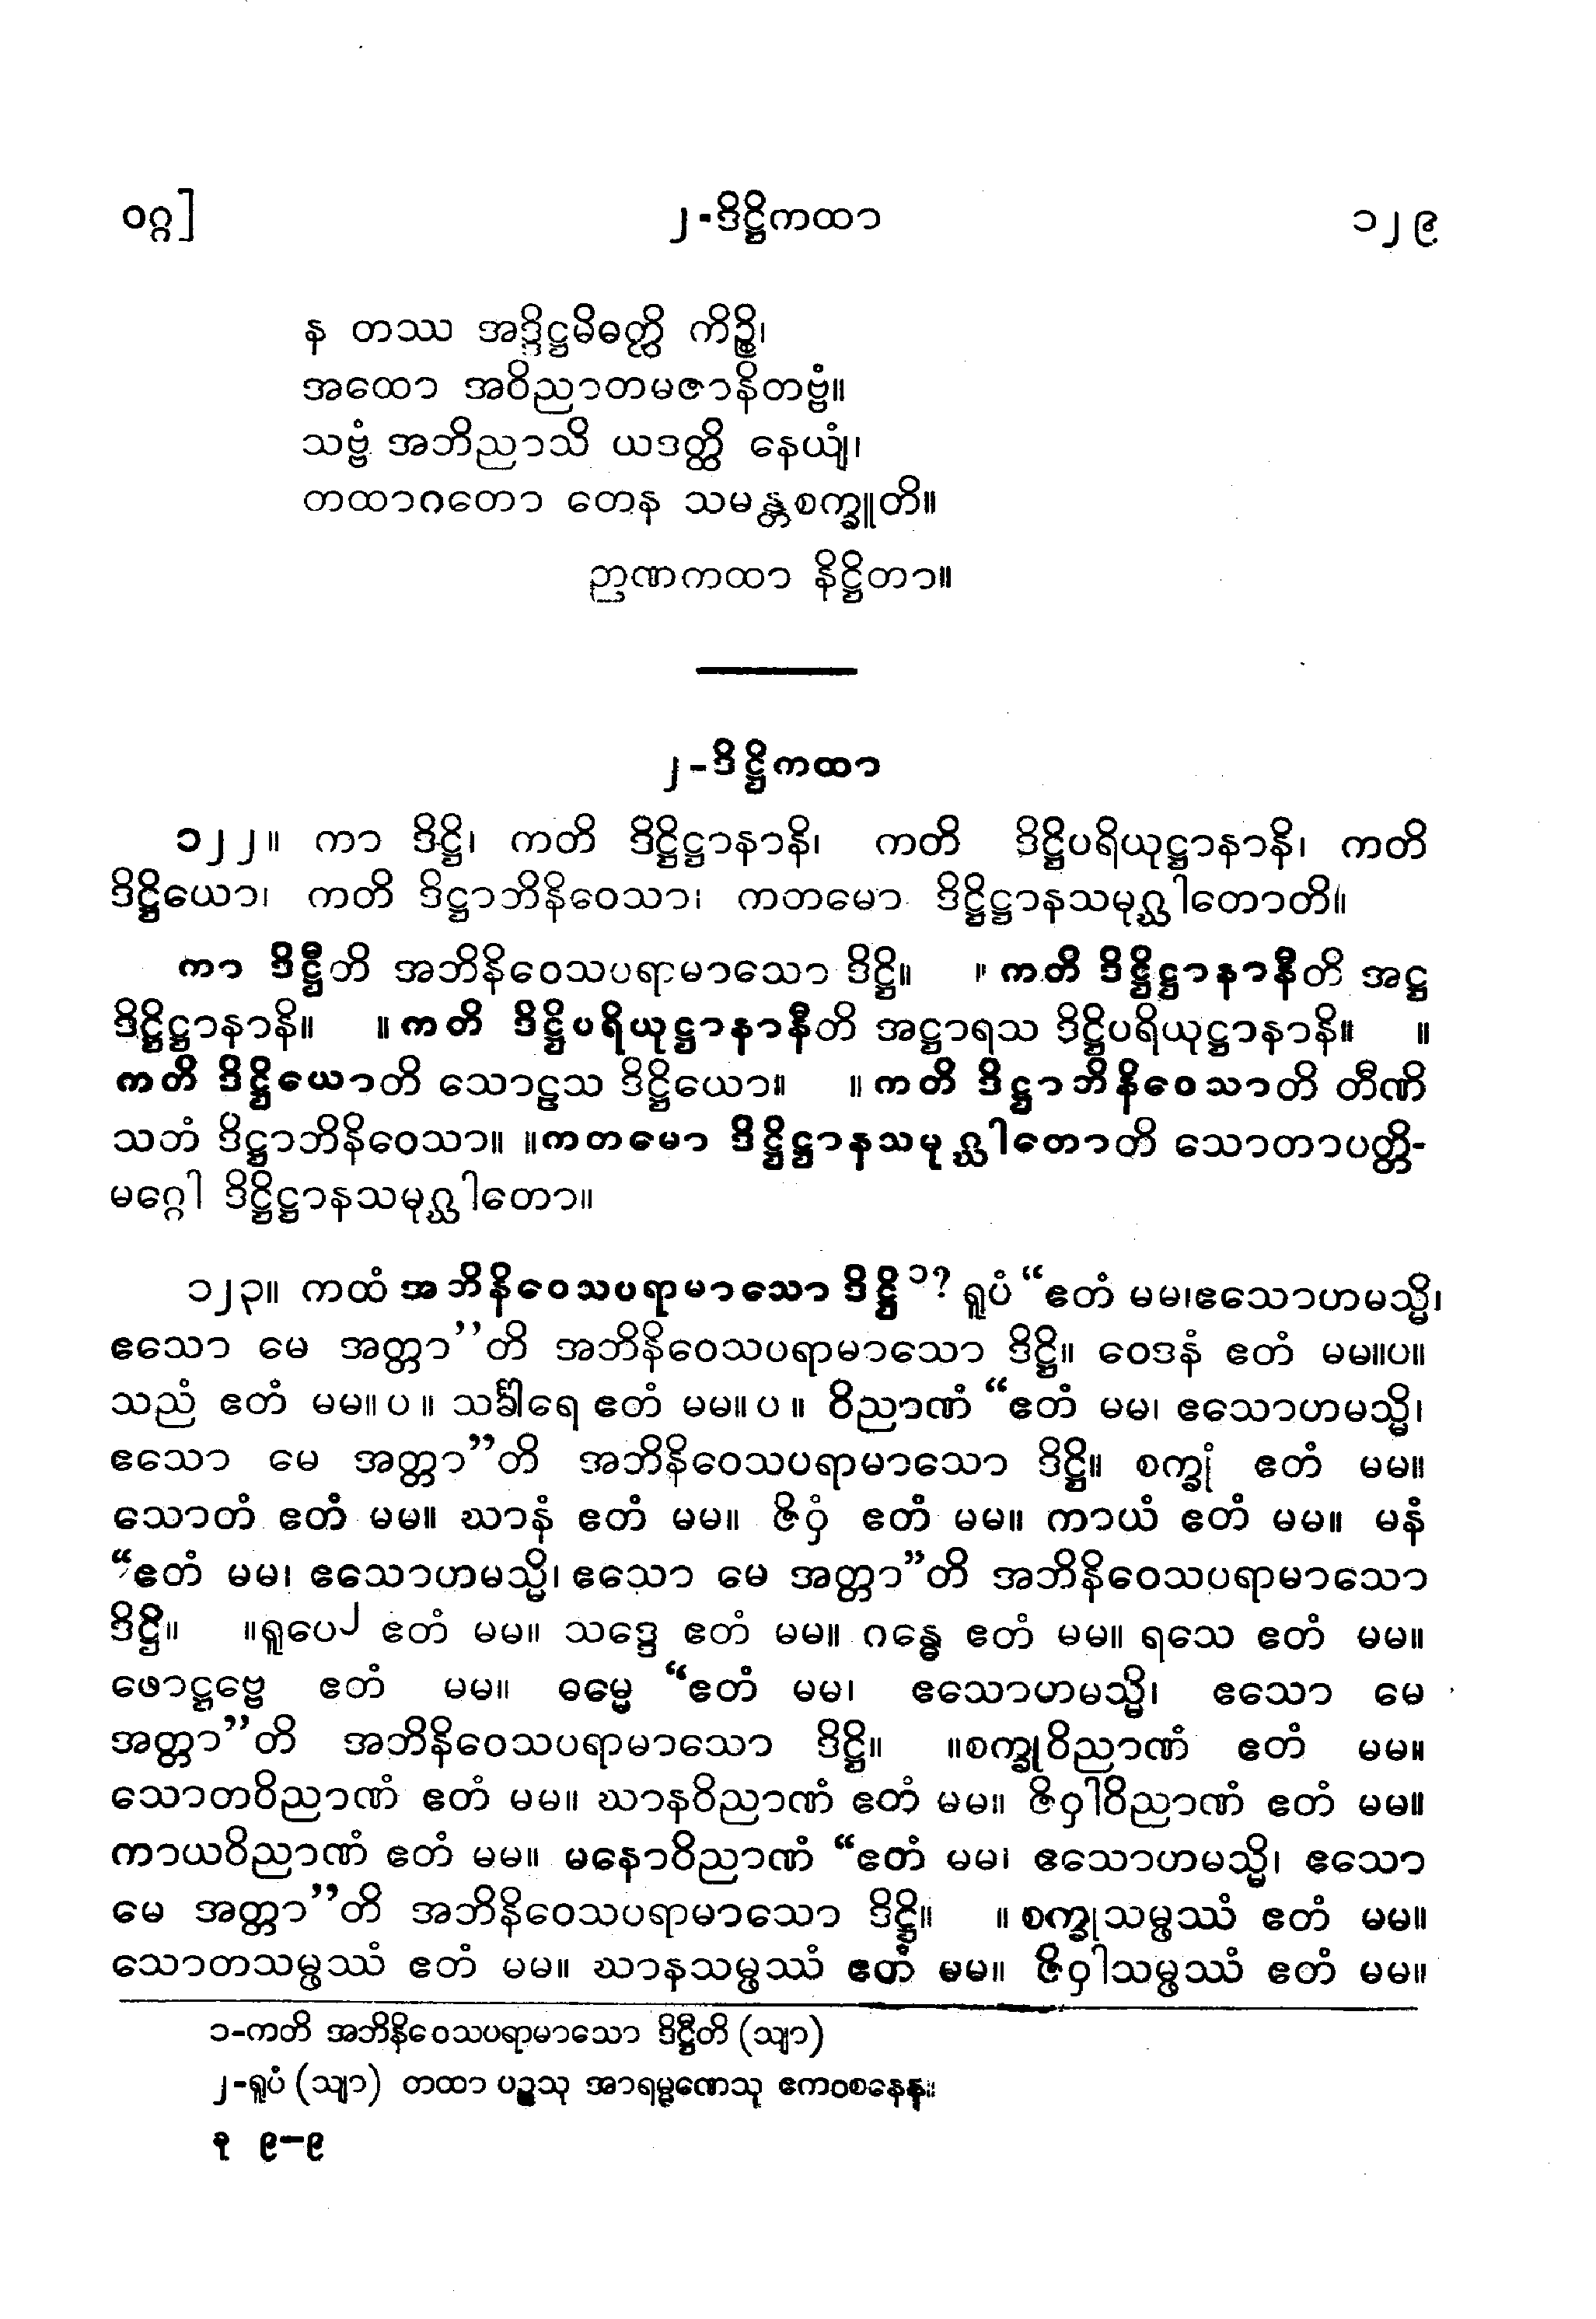 ဝဂ္ဂ]
၂-ဒိဋ္ဌိကထာ
၁၂၉
န တဿ အဒ္ဒိဋ္ဌမိဓတ္ထိ ကိဉ္စိ၊
အထော အဝိညာတမဇာနိတဗ္ဗံ။
သဗ္ဗံ အဘိညာသိ ယဒတ္ထိ နေယျံ၊
တထာဂတော တေန သမန္တစက္ခူတိ။
ဉာဏကထာ နိဋ္ဌိတာ။
၂-ဒိဋ္ဌိကထာ
၁၂၂။ ကာ ဒိဋ္ဌိ၊ ကတိ ဒိဋ္ဌိဋ္ဌာနာနိ၊ ကတိ ဒိဋ္ဌိပရိယုဋ္ဌာနာနိ၊ ကတိ
ဒိဋ္ဌိယော၊ ကတိ ဒိဋ္ဌာဘိနိဝေသာ၊ ကတမော ဒိဋ္ဌိဋ္ဌာနသမုဂ္ဃါတောတိ။
ကာ ဒိဋ္ဌီတိ အဘိနိဝေသပရာမာသော ဒိဋ္ဌိ။ ။ ကတိ ဒိဋ္ဌိဋ္ဌာနာနီတိ အဋ္ဌ
ဒိဋ္ဌိဋ္ဌာနာနိ။ ။ကတိ ဒိဋ္ဌိပရိယုဋ္ဌာနာနီတိ အဋ္ဌာရသ ဒိဋ္ဌိပရိယုဋ္ဌာနာနိ။ ။
ကတိ ဒိဋ္ဌိယောတိ သောဠသ ဒိဋ္ဌိယော။ ။ကတိ ဒိဋ္ဌာဘိနိဝေသာတိ တီဏိ
သတံ ဒိဋ္ဌာဘိနိဝေသာ။ ။ကတမော ဒိဋ္ဌိဋ္ဌာနသမုဂ္ဃါတောတိ သောတာပတ္တိ-
မဂ္ဂေါ ဒိဋ္ဌိဋ္ဌာနသမုဂ္ဃါတော။
၁၂၃။ ကထံ အဘိနိဝေသပရာမာသော ဒိဋ္ဌိ၁? ရူပံ “ဧတံ မမ၊ဧသောဟမသ္မိ၊
ဧသော မေ အတ္တာ”တိ အဘိနိဝေသပရာမာသော ဒိဋ္ဌိ။ ဝေဒနံ ဧတံ မမ။ပ။
သညံ ဧတံ မမ။ပ။ သင်္ခါရေ ဧတံ မမ။ပ။ ဝိညာဏံ “ဧတံ မမ၊ ဧသောဟမသ္မိ၊
ဧသော မေ အတ္တာ”တိ အဘိနိဝေသပရာမာသော ဒိဋ္ဌိ။ စက္ခုံ ဧတံ မမ။
သောတံ ဧတံ မမ။ ဃာနံ ဧတံ မမ။ ဇိဝှံ ဧတံ မမ။ ကာယံ ဧတံ မမ။ မနံ
“ဧတံ မမ၊ ဧသောဟမသ္မိ၊ ဧသော မေ အတ္တာ”တိ အဘိနိဝေသပရာမာသော
ဒိဋ္ဌိ။ ။ရူပေ၂ ဧတံ မမ။ သဒ္ဒေ ဧတံ မမ။ ဂန္ဓေ ဧတံ မမ။ ရသေ ဧတံ မမ။
ဖောဋ္ဌဗ္ဗေ ဧတံ မမ။ ဓမ္မေ “ဧတံ မမ၊ ဧသောဟမသ္မိ၊ ဧသော မေ
အတ္တာ”တိ အဘိနိဝေသပရာမာသော ဒိဋ္ဌိ။ ။စက္ခုဝိညာဏံ ဧတံ မမ။
သောတဝိညာဏံ ဧတံ မမ။ ဃာနဝိညာဏံ ဧတံ မမ။ ဇိဝှါဝိညာဏံ ဧတံ မမ။
ကာယဝိညာဏံ ဧတံ မမ။ မနောဝိညာဏံ “ဧတံ မမ၊ ဧသောဟမသ္မိ၊ ဧသော
မေ အတ္တာ”တိ အဘိနိဝေသပရာမာသော ဒိဋ္ဌိ။ ။စက္ခုသမ္ဖဿံ ဧတံ မမ။
သောတသမ္ဖဿံ ဧတံ မမ။ ဃာနသမ္ဖဿံ ဧတံ မမ။ ဇိဝှါသမ္ဖဿံ ဧတံ မမ။
၁-ကတိ အဘိနိဝေသပရာမာသော ဒိဋ္ဌီတိ (သျာ)
၂-ရူပံ (သျာ) တထာ ပဉ္စသု အာရမ္မဏေသု ဧကဝစနေန။
ခု ၉-၉